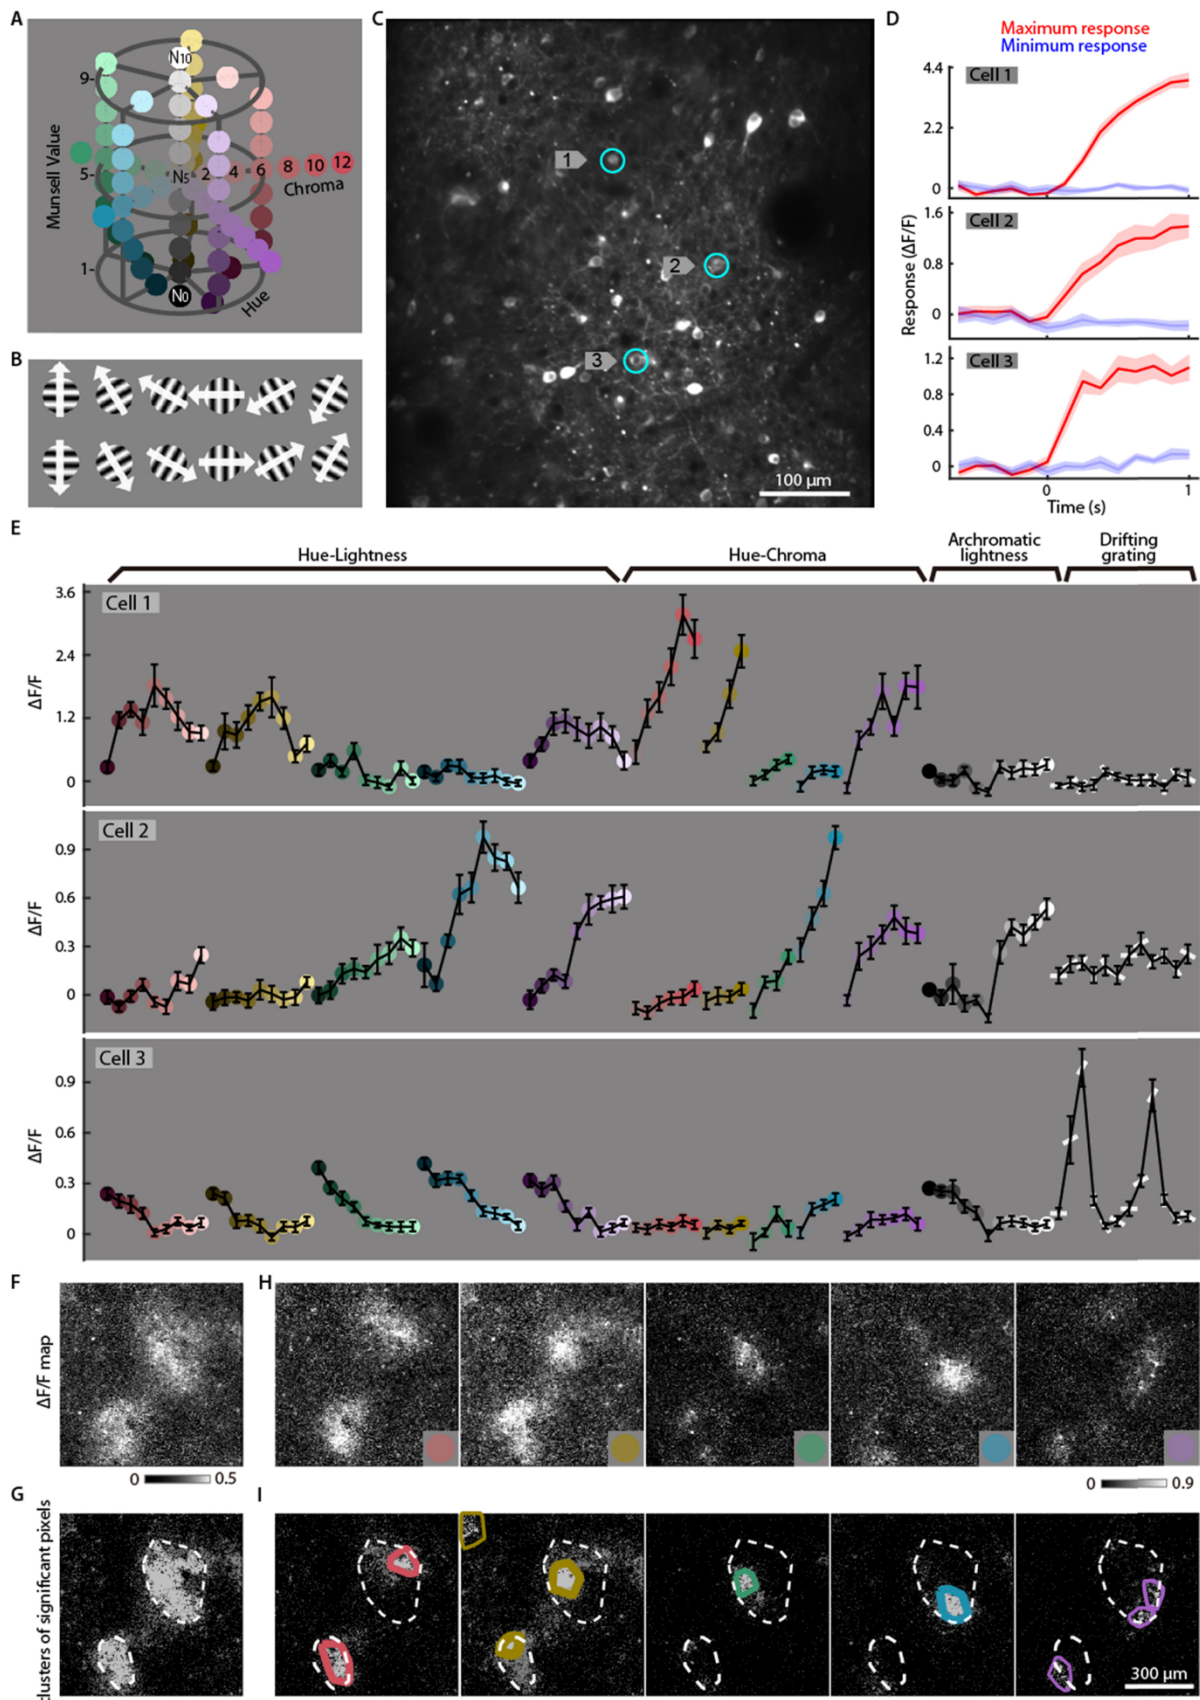 A
N10
9-
Munsell Value
5-
N5
2
4
6
8
10
12
Chroma
1-
N0
Hue
B
C
1
2
3
100 µm
D
Maximum response
Minimum response
Cell 1
4.4
2.2
0
Cell 2
1.6
0.8
0
Response (ΔF/F)
Cell 3
1.2
0.8
0.4
0
0
1
Time (s)
E
Hue-Lightness
Hue-Chroma
Archromatic
lightness
Drifting
grating
Cell 1
3.6
2.4
1.2
0
ΔF/F
Cell 2
0.9
0.6
0.3
0
ΔF/F
Cell 3
0.9
0.6
0.3
0
ΔF/F
F
H
ΔF/F map
0
0.5
0
0.9
G
I
clusters of significant pixels
300 µm